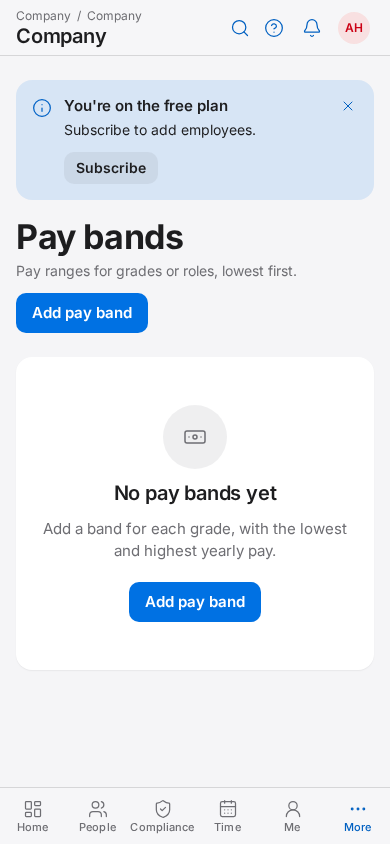 Company / Company
Company
AH
You're on the free plan
Subscribe to add employees.
Subscribe
Pay bands
Pay ranges for grades or roles, lowest first.
Add pay band
No pay bands yet
Add a band for each grade, with the lowest
and highest yearly pay.
Add pay band
Home
People
Compliance
Time
Me
More